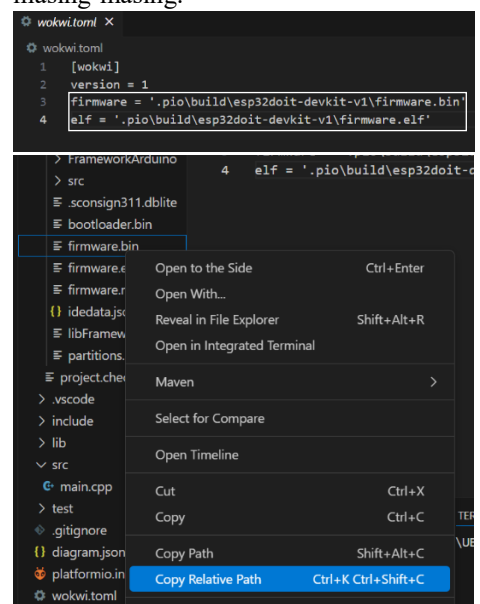 wokwi.toml ×
wokwi.toml
1 [wokwi]
2 version = 1
3 firmware = '.pio\build\esp32doit-devkit-v1\firmware.bin'
4 elf = '.pio\build\esp32doit-devkit-v1\firmware.elf'
> FrameworkArduino
4 elf = '.pio\build\esp32doit-d
> src
.sconsign311.dblite
bootloader.bin
firmware.bin
firmware.e
Open to the Side Ctrl+Enter
firmware.r
Open With...
{} idedata.jso
Reveal in File Explorer Shift+Alt+R
libFramew
Open in Integrated Terminal
partitions.
project.chec
Maven >
> .vscode
> include
Select for Compare
> lib
Open Timeline
src
main.cpp
Cut Ctrl+X
> test
Copy Ctrl+C
TER
.gitignore
\UB
{} diagram.json
Copy Path Shift+Alt+C
platformio.in
Copy Relative Path Ctrl+K Ctrl+Shift+C
wokwi.toml